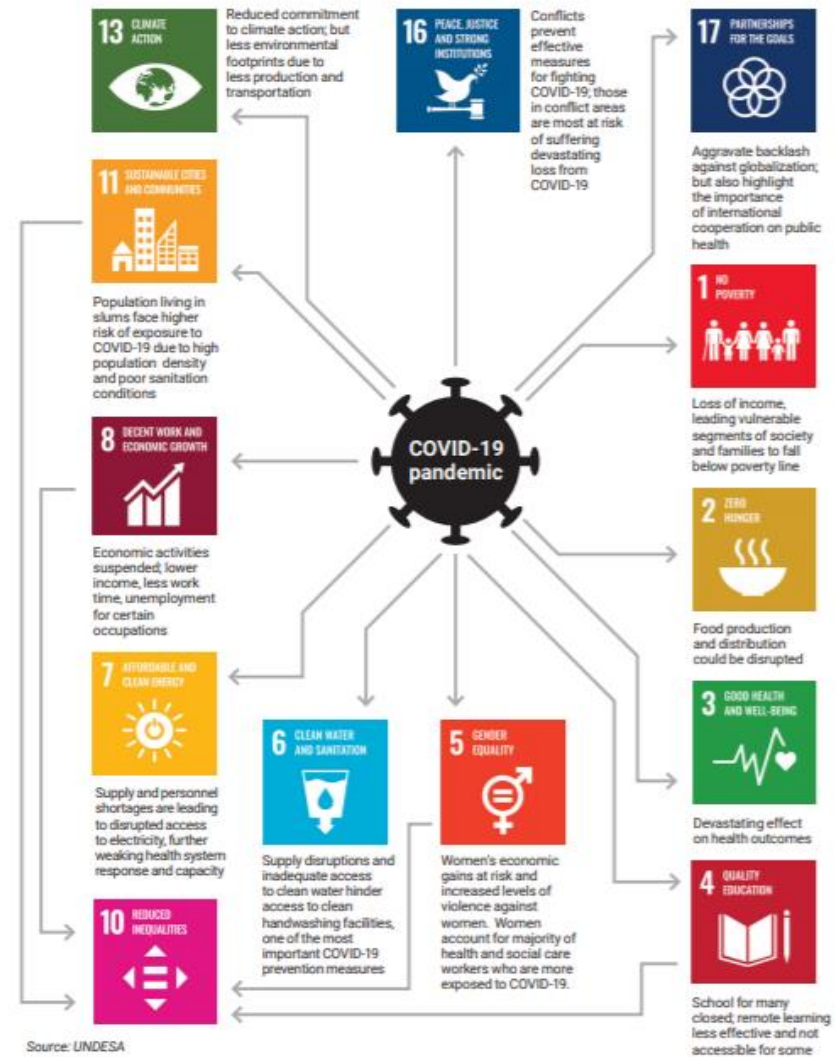 13 CLIMATE
ACTION
Reduced commitment
to climate action; but
less environmental
footprints due to
less production and
transportation
16 PEACE, JUSTICE
AND STRONG
INSTITUTIONS
Conflicts
prevent
effective
measures
for fighting
COVID-19; those
in conflict areas
are most at risk
of suffering
devastating
loss from
COVID-19
17 PARTNERSHIPS
FOR THE GOALS
Aggravate backlash
against globalization;
but also highlight
the importance
of international
cooperation on public
health
11 SUSTAINABLE CITIES
AND COMMUNITIES
Population living in
slums face higher
risk of exposure to
COVID-19 due to high
population density
and poor sanitation
conditions
1 NO
POVERTY
Loss of income,
leading vulnerable
segments of society
and families to fall
below poverty line
COVID-19
pandemic
8 DECENT WORK AND
ECONOMIC GROWTH
Economic activities
suspended; lower
income, less work
time, unemployment
for certain
occupations
2 ZERO
HUNGER
Food production
and distribution
could be disrupted
7 AFFORDABLE AND
CLEAN ENERGY
Supply and personnel
shortages are leading
to disrupted access
to electricity, further
weaking health system
response and capacity
6 CLEAN WATER
AND SANITATION
Supply disruptions and
inadequate access
to clean water hinder
access to clean
handwashing facilities,
one of the most
important COVID-19
prevention measures
5 GENDER
EQUALITY
Women's economic
gains at risk and
increased levels of
violence against
women. Women
account for majority of
health and social care
workers who are more
exposed to COVID-19.
3 GOOD HEALTH
AND WELL-BEING
Devastating effect
on health outcomes
4 QUALITY
EDUCATION
School for many
closed; remote learning
less effective and not
accessible for some
10 REDUCED
INEQUALITIES
Source: UNDESA